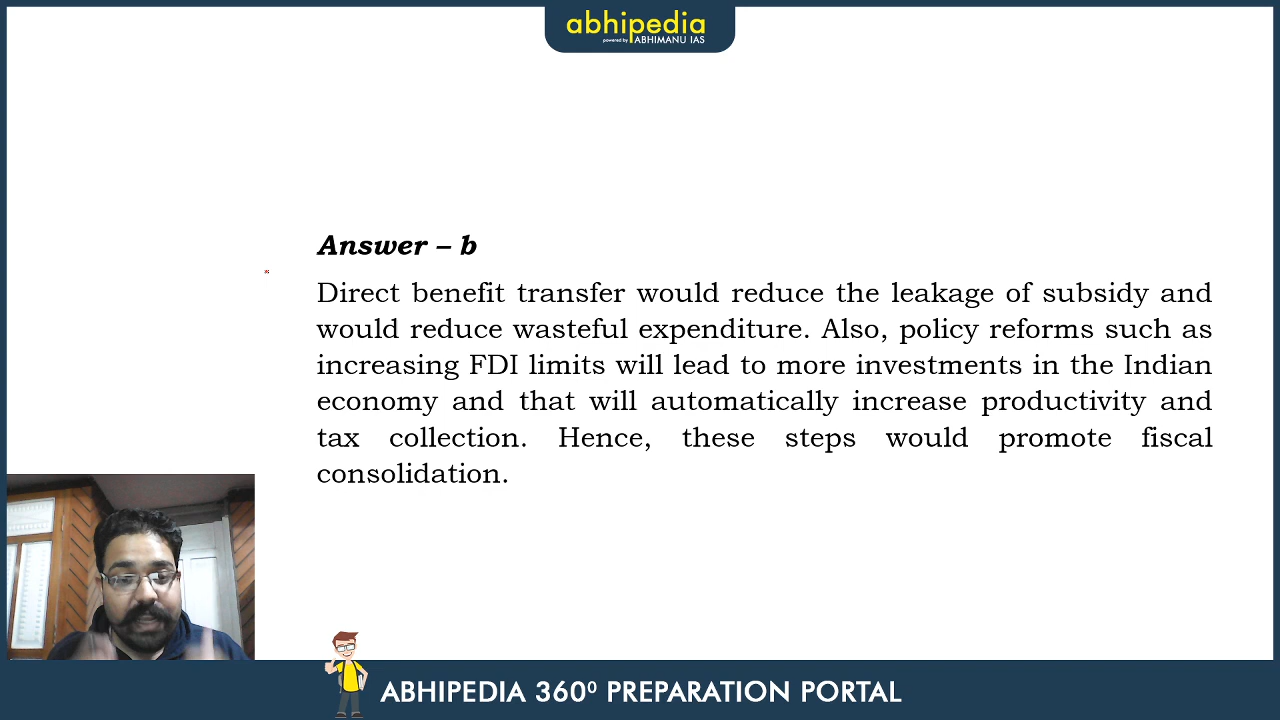 abhipedia
powered by ABHIMANU IAS
Answer – b
Direct benefit transfer would reduce the leakage of subsidy and
would reduce wasteful expenditure. Also, policy reforms such as
increasing FDI limits will lead to more investments in the Indian
economy and that will automatically increase productivity and
tax collection. Hence, these steps would promote fiscal
consolidation.
ABHIPEDIA 360⁰ PREPARATION PORTAL